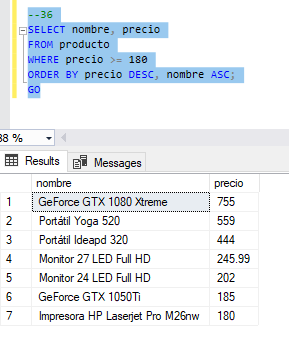 --36
SELECT nombre, precio
FROM producto
WHERE precio >= 180
ORDER BY precio DESC, nombre ASC;
GO
Results Messages
nombre precio
1 GeForce GTX 1080 Xtreme 755
2 Portátil Yoga 520 559
3 Portátil Ideapd 320 444
4 Monitor 27 LED Full HD 245.99
5 Monitor 24 LED Full HD 202
6 GeForce GTX 1050Ti 185
7 Impresora HP Laserjet Pro M26nw 180